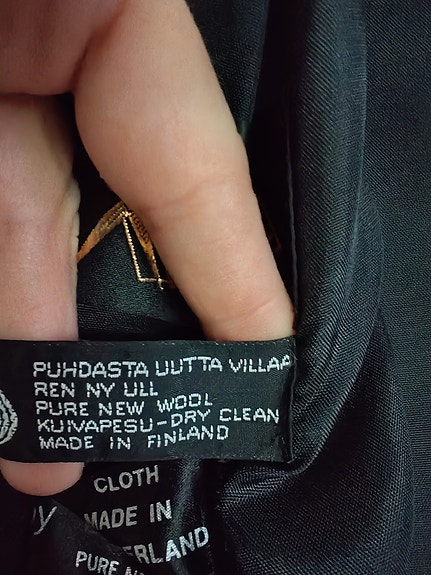 PUHDASTA UUTTA VILLAA
REN NY ULL
PURE NEW WOOL
KUIVAPESU-DRY CLEAN
MADE IN FINLAND
CLOTH
MADE IN
ERLAND
PURE